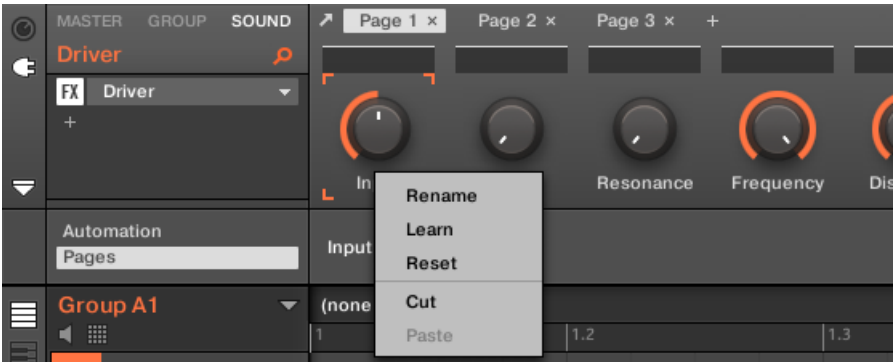 MASTER GROUP SOUND
Page 1 × Page 2 × Page 3 × +
Driver
FX Driver
+
In
Resonance Frequency Dis
Rename
Learn
Reset
Cut
Paste
Automation
Pages
Input
Group A1
(none
1 1.2 1.3